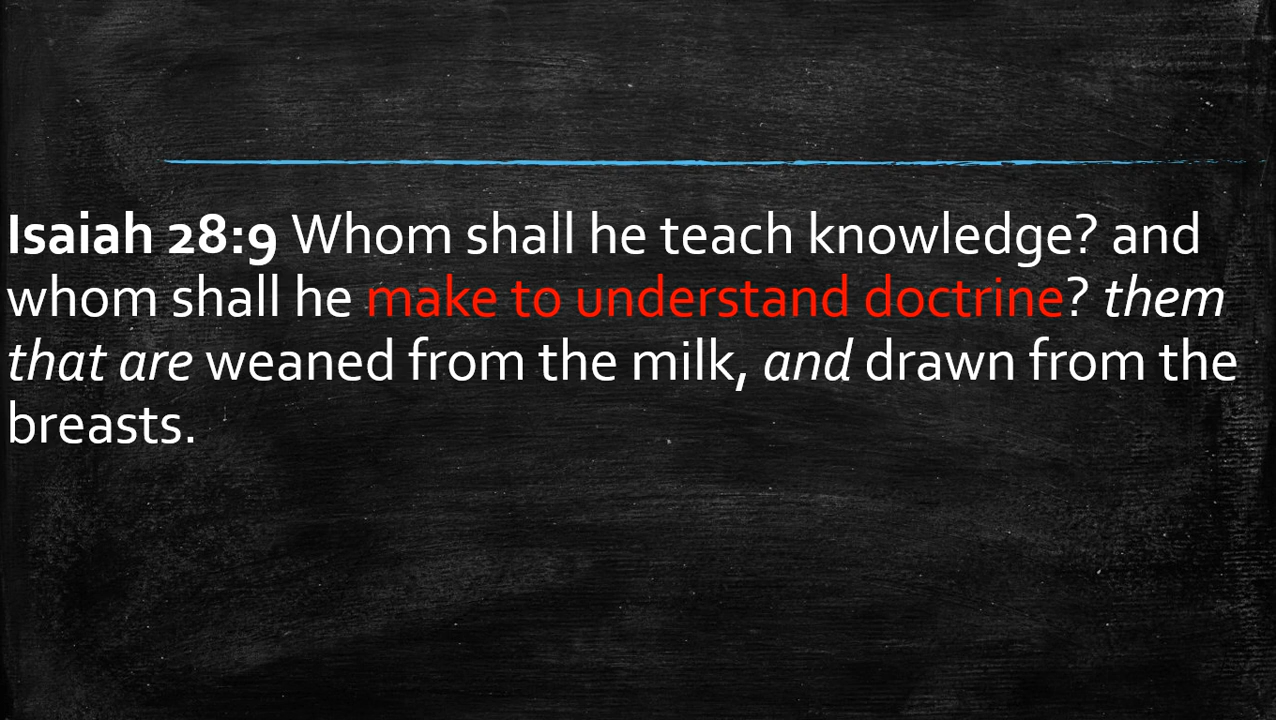 Isaiah 28:9 Whom shall he teach knowledge? and
whom shall he make to understand doctrine? them
that are weaned from the milk, and drawn from the
breasts.